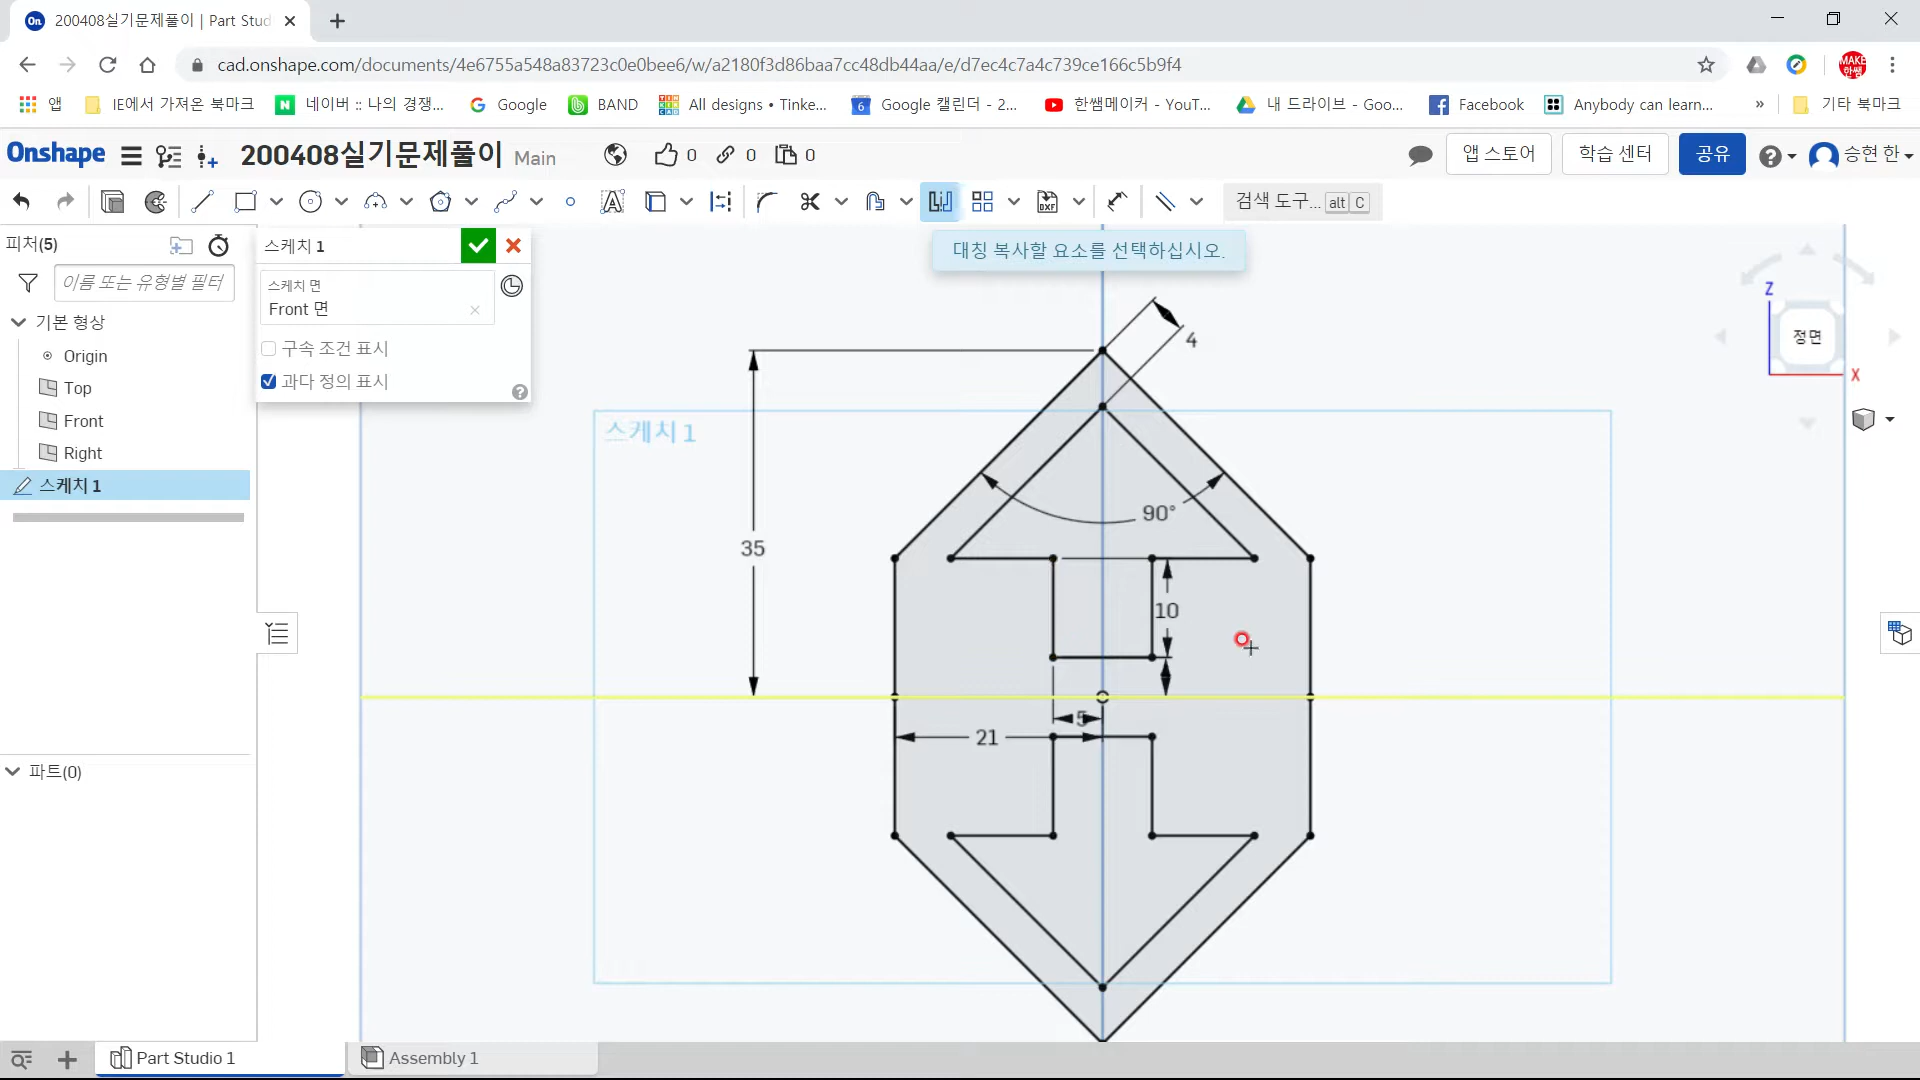 200408실기문제풀이 | Part Stud
cad.onshape.com/documents/4e6755a548a83723c0e0bee6/w/a2180f3d86baa7cc48db44aa/e/d7ec4c7a4c739ce166c5b9f4
MAKE 한쌤
앱 IE에서 가져온 북마크 네이버 :: 나의 경쟁... Google BAND All designs • Tinke... Google 캘린더 - 2... 한쌤메이커 - YouT... 내 드라이브 - Goo... Facebook Anybody can learn... » 기타 북마크
Onshape 200408실기문제풀이 Main 0 0 0 앱 스토어 학습 센터 공유 승현 한
검색 도구... alt C
피처(5)
스케치 1
대칭 복사할 요소를 선택하십시오.
이름 또는 유형별 필터
스케치 면
Front 면
기본 형상
구속 조건 표시
Origin
과다 정의 표시
Top
Front
Right
스케치 1
스케치 1
4
90°
35
10
5
21
Z
정면
X
파트(0)
Part Studio 1
Assembly 1